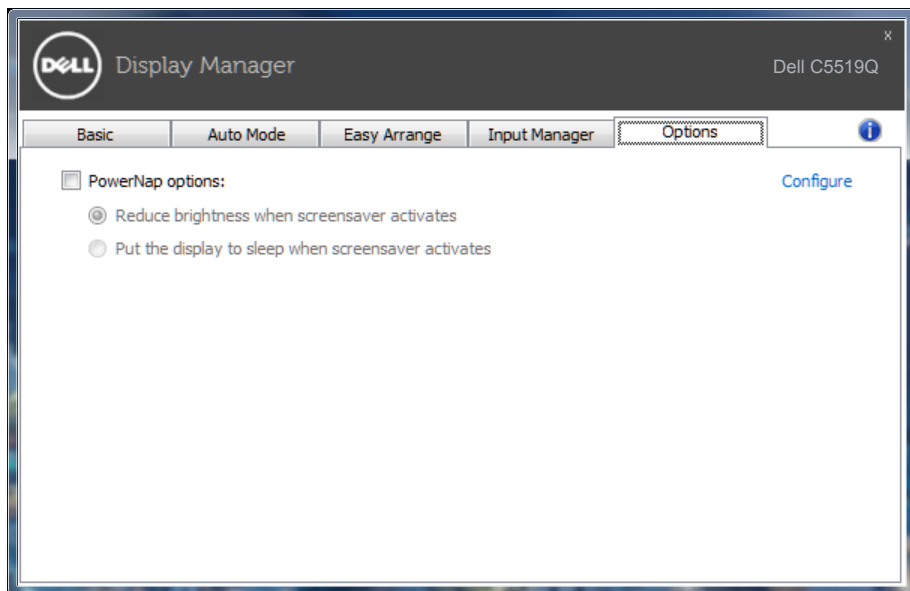 x
DELL Display Manager
Dell C5519Q
Basic Auto Mode Easy Arrange Input Manager Options i
PowerNap options: Configure
Reduce brightness when screensaver activates
Put the display to sleep when screensaver activates